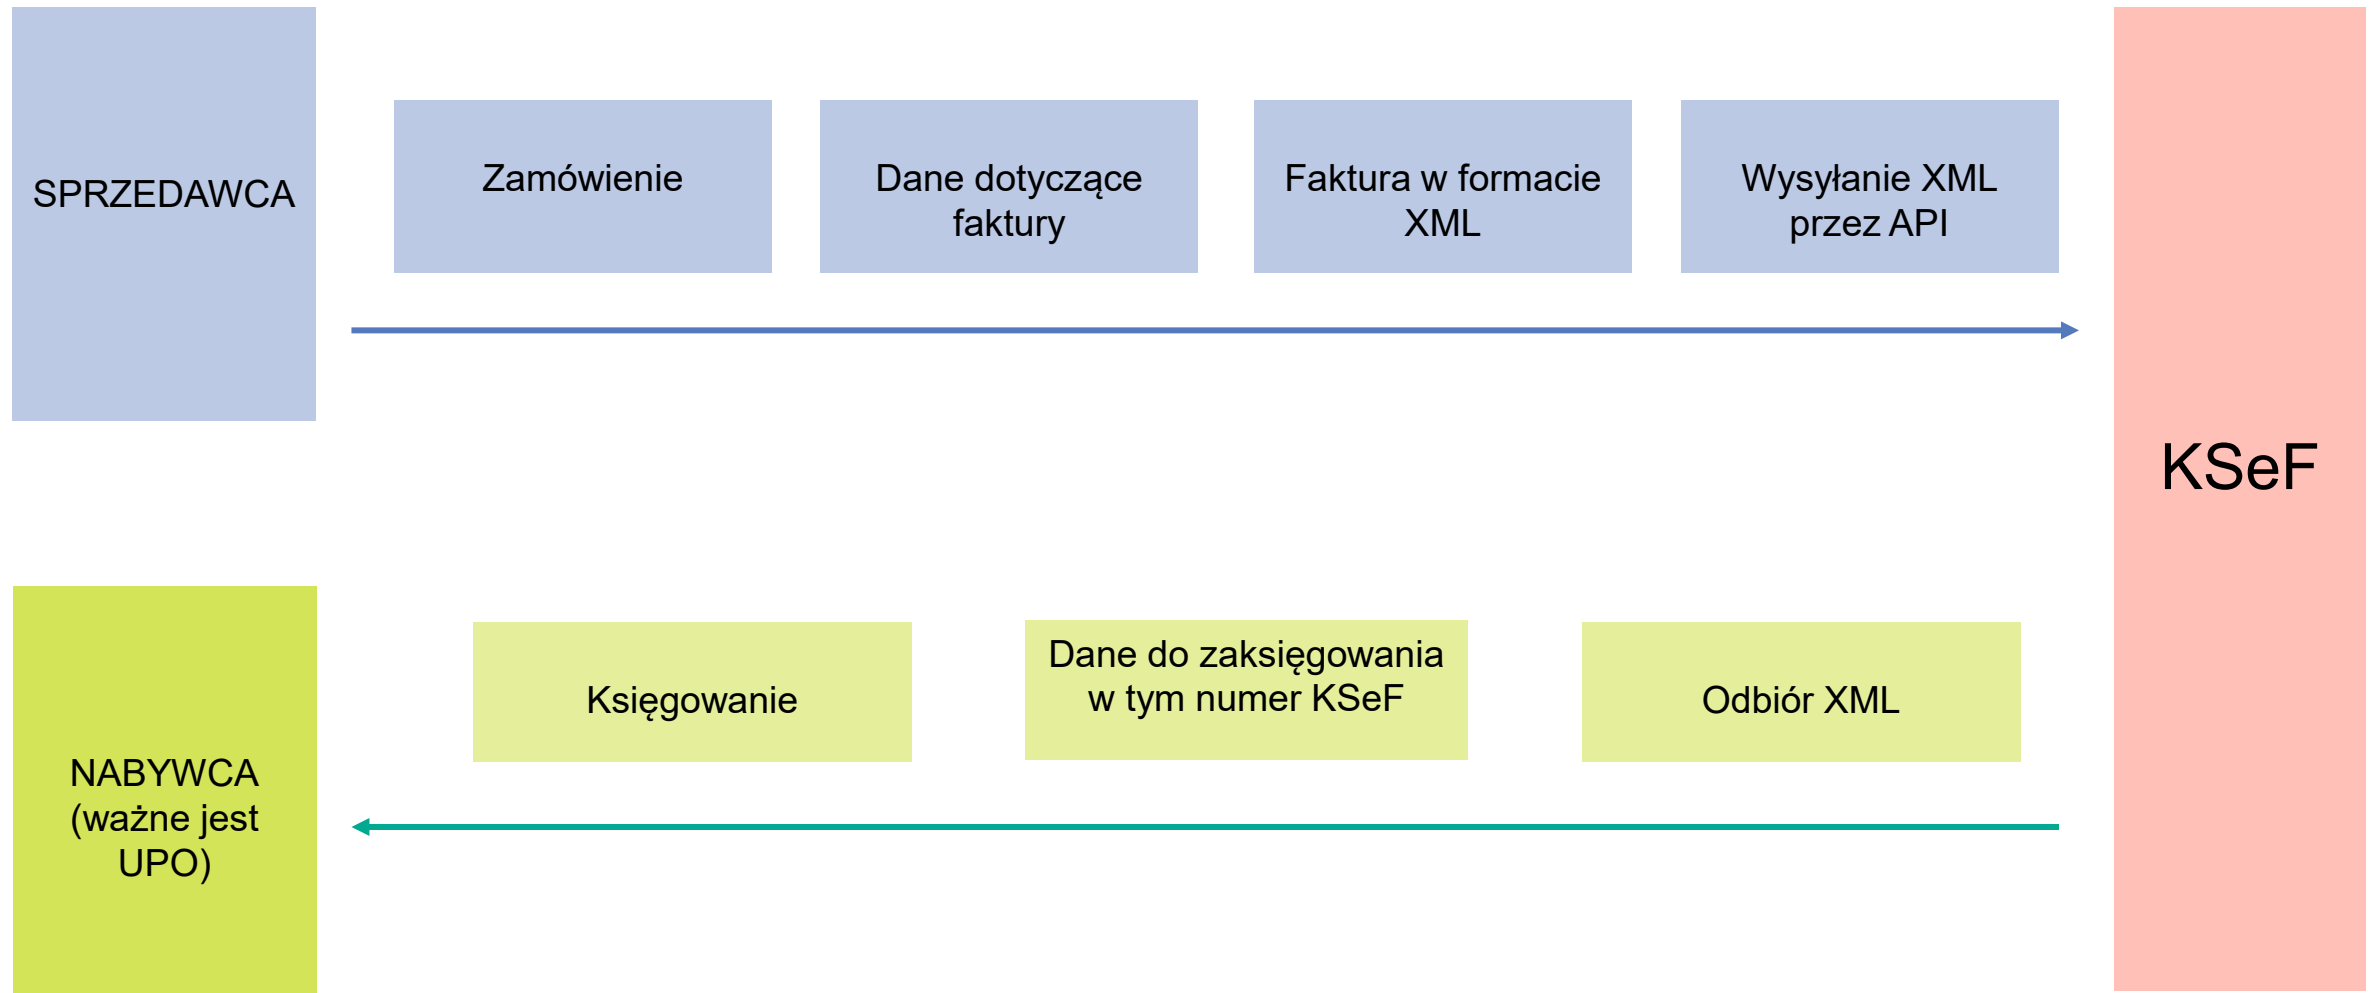 SPRZEDAWCA
Zamówienie
Dane dotyczące
faktury
Faktura w formacie
XML
Wysyłanie XML
przez API
KSeF
NABYWCA
(ważne jest
UPO)
Księgowanie
Dane do zaksięgowania
w tym numer KSeF
Odbiór XML